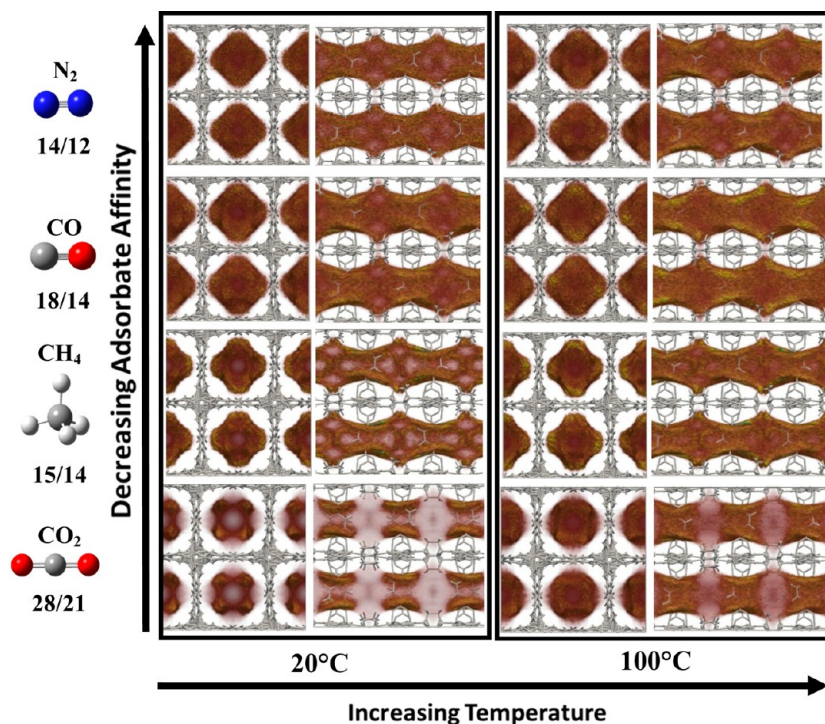 N₂
14/12
CO
18/14
CH₄
15/14
CO₂
28/21
Decreasing Adsorbate Affinity
20°C
100°C
Increasing Temperature